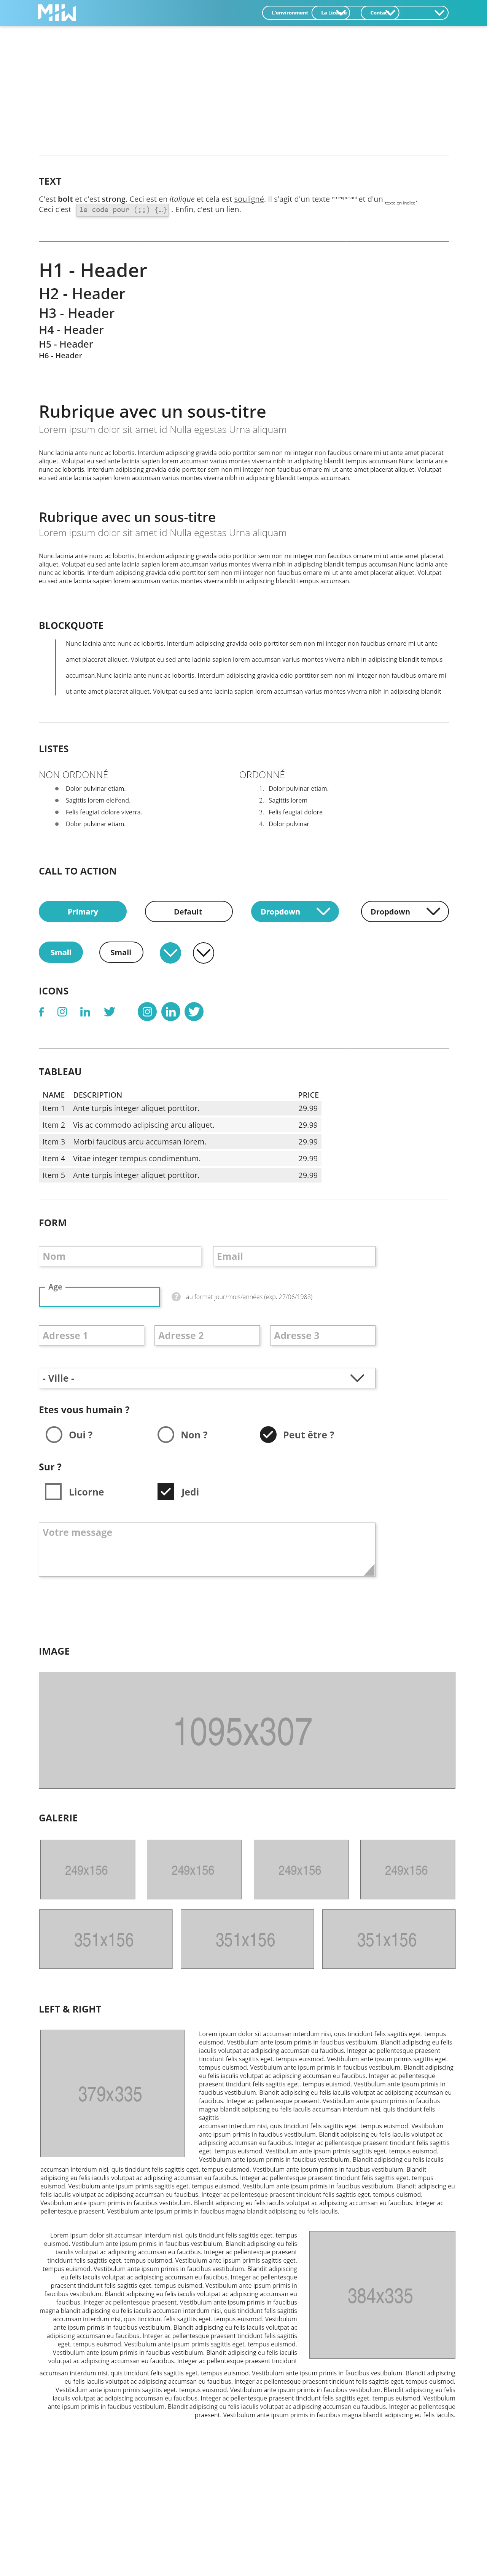 MIW
L'environment La Licence Contact
TEXT
C'est bolt et c'est strong. Ceci est en italique et cela est souligné. Il s'agit d'un texte en exposant et d'un texte en indice".
Ceci c'est le code pour (;;) {…} . Enfin, c'est un lien.
H1 - Header
H2 - Header
H3 - Header
H4 - Header
H5 - Header
H6 - Header
Rubrique avec un sous-titre
Lorem ipsum dolor sit amet id Nulla egestas Urna aliquam
Nunc lacinia ante nunc ac lobortis. Interdum adipiscing gravida odio porttitor sem non mi integer non faucibus ornare mi ut ante amet placerat
aliquet. Volutpat eu sed ante lacinia sapien lorem accumsan varius montes viverra nibh in adipiscing blandit tempus accumsan.Nunc lacinia ante
nunc ac lobortis. Interdum adipiscing gravida odio porttitor sem non mi integer non faucibus ornare mi ut ante amet placerat aliquet. Volutpat
eu sed ante lacinia sapien lorem accumsan varius montes viverra nibh in adipiscing blandit tempus accumsan.
Rubrique avec un sous-titre
Lorem ipsum dolor sit amet id Nulla egestas Urna aliquam
Nunc lacinia ante nunc ac lobortis. Interdum adipiscing gravida odio porttitor sem non mi integer non faucibus ornare mi ut ante amet placerat
aliquet. Volutpat eu sed ante lacinia sapien lorem accumsan varius montes viverra nibh in adipiscing blandit tempus accumsan.Nunc lacinia ante
nunc ac lobortis. Interdum adipiscing gravida odio porttitor sem non mi integer non faucibus ornare mi ut ante amet placerat aliquet. Volutpat
eu sed ante lacinia sapien lorem accumsan varius montes viverra nibh in adipiscing blandit tempus accumsan.
BLOCKQUOTE
Nunc lacinia ante nunc ac lobortis. Interdum adipiscing gravida odio porttitor sem non mi integer non faucibus ornare mi ut ante
amet placerat aliquet. Volutpat eu sed ante lacinia sapien lorem accumsan varius montes viverra nibh in adipiscing blandit tempus
accumsan.Nunc lacinia ante nunc ac lobortis. Interdum adipiscing gravida odio porttitor sem non mi integer non faucibus ornare mi
ut ante amet placerat aliquet. Volutpat eu sed ante lacinia sapien lorem accumsan varius montes viverra nibh in adipiscing blandit
LISTES
NON ORDONNÉ
Dolor pulvinar etiam.
Sagittis lorem eleifend.
Felis feugiat dolore viverra.
Dolor pulvinar etiam.
ORDONNÉ
1. Dolor pulvinar etiam.
2. Sagittis lorem
3. Felis feugiat dolore
4. Dolor pulvinar
CALL TO ACTION
Primary Default Dropdown Dropdown
Small Small
ICONS
TABLEAU
NAME DESCRIPTION PRICE
Item 1 Ante turpis integer aliquet porttitor. 29.99
Item 2 Vis ac commodo adipiscing arcu aliquet. 29.99
Item 3 Morbi faucibus arcu accumsan lorem. 29.99
Item 4 Vitae integer tempus condimentum. 29.99
Item 5 Ante turpis integer aliquet porttitor. 29.99
FORM
Nom Email
Age
? au format jour/mois/années (exp. 27/06/1988)
Adresse 1 Adresse 2 Adresse 3
- Ville -
Etes vous humain ?
Oui ? Non ? Peut être ?
Sur ?
Licorne Jedi
Votre message
IMAGE
1095x307
GALERIE
249x156 249x156 249x156 249x156
351x156 351x156 351x156
LEFT & RIGHT
379x335
Lorem ipsum dolor sit accumsan interdum nisi, quis tincidunt felis sagittis eget. tempus
euismod. Vestibulum ante ipsum primis in faucibus vestibulum. Blandit adipiscing eu felis
iaculis volutpat ac adipiscing accumsan eu faucibus. Integer ac pellentesque praesent
tincidunt felis sagittis eget. tempus euismod. Vestibulum ante ipsum primis sagittis eget.
tempus euismod. Vestibulum ante ipsum primis in faucibus vestibulum. Blandit adipiscing
eu felis iaculis volutpat ac adipiscing accumsan eu faucibus. Integer ac pellentesque
praesent tincidunt felis sagittis eget. tempus euismod. Vestibulum ante ipsum primis in
faucibus vestibulum. Blandit adipiscing eu felis iaculis volutpat ac adipiscing accumsan eu
faucibus. Integer ac pellentesque praesent. Vestibulum ante ipsum primis in faucibus
magna blandit adipiscing eu felis iaculis accumsan interdum nisi, quis tincidunt felis
sagittis
accumsan interdum nisi, quis tincidunt felis sagittis eget. tempus euismod. Vestibulum
ante ipsum primis in faucibus vestibulum. Blandit adipiscing eu felis iaculis volutpat ac
adipiscing accumsan eu faucibus. Integer ac pellentesque praesent tincidunt felis sagittis
eget. tempus euismod. Vestibulum ante ipsum primis sagittis eget. tempus euismod.
Vestibulum ante ipsum primis in faucibus vestibulum. Blandit adipiscing eu felis iaculis
accumsan interdum nisi, quis tincidunt felis sagittis eget. tempus euismod. Vestibulum ante ipsum primis in faucibus vestibulum. Blandit
adipiscing eu felis iaculis volutpat ac adipiscing accumsan eu faucibus. Integer ac pellentesque praesent tincidunt felis sagittis eget. tempus
euismod. Vestibulum ante ipsum primis sagittis eget. tempus euismod. Vestibulum ante ipsum primis in faucibus vestibulum. Blandit adipiscing eu
felis iaculis volutpat ac adipiscing accumsan eu faucibus. Integer ac pellentesque praesent tincidunt felis sagittis eget. tempus euismod.
Vestibulum ante ipsum primis in faucibus vestibulum. Blandit adipiscing eu felis iaculis volutpat ac adipiscing accumsan eu faucibus. Integer ac
pellentesque praesent. Vestibulum ante ipsum primis in faucibus magna blandit adipiscing eu felis iaculis.
Lorem ipsum dolor sit accumsan interdum nisi, quis tincidunt felis sagittis eget. tempus
euismod. Vestibulum ante ipsum primis in faucibus vestibulum. Blandit adipiscing eu felis
iaculis volutpat ac adipiscing accumsan eu faucibus. Integer ac pellentesque praesent
tincidunt felis sagittis eget. tempus euismod. Vestibulum ante ipsum primis sagittis eget.
tempus euismod. Vestibulum ante ipsum primis in faucibus vestibulum. Blandit adipiscing
eu felis iaculis volutpat ac adipiscing accumsan eu faucibus. Integer ac pellentesque
praesent tincidunt felis sagittis eget. tempus euismod. Vestibulum ante ipsum primis in
faucibus vestibulum. Blandit adipiscing eu felis iaculis volutpat ac adipiscing accumsan eu
faucibus. Integer ac pellentesque praesent. Vestibulum ante ipsum primis in faucibus
magna blandit adipiscing eu felis iaculis accumsan interdum nisi, quis tincidunt felis sagittis
accumsan interdum nisi, quis tincidunt felis sagittis eget. tempus euismod. Vestibulum
ante ipsum primis in faucibus vestibulum. Blandit adipiscing eu felis iaculis volutpat ac
adipiscing accumsan eu faucibus. Integer ac pellentesque praesent tincidunt felis sagittis
eget. tempus euismod. Vestibulum ante ipsum primis sagittis eget. tempus euismod.
Vestibulum ante ipsum primis in faucibus vestibulum. Blandit adipiscing eu felis iaculis
volutpat ac adipiscing accumsan eu faucibus. Integer ac pellentesque praesent tincidunt
384x335
accumsan interdum nisi, quis tincidunt felis sagittis eget. tempus euismod. Vestibulum ante ipsum primis in faucibus vestibulum. Blandit adipiscing
eu felis iaculis volutpat ac adipiscing accumsan eu faucibus. Integer ac pellentesque praesent tincidunt felis sagittis eget. tempus euismod.
Vestibulum ante ipsum primis sagittis eget. tempus euismod. Vestibulum ante ipsum primis in faucibus vestibulum. Blandit adipiscing eu felis
iaculis volutpat ac adipiscing accumsan eu faucibus. Integer ac pellentesque praesent tincidunt felis sagittis eget. tempus euismod. Vestibulum
ante ipsum primis in faucibus vestibulum. Blandit adipiscing eu felis iaculis volutpat ac adipiscing accumsan eu faucibus. Integer ac pellentesque
praesent. Vestibulum ante ipsum primis in faucibus magna blandit adipiscing eu felis iaculis.